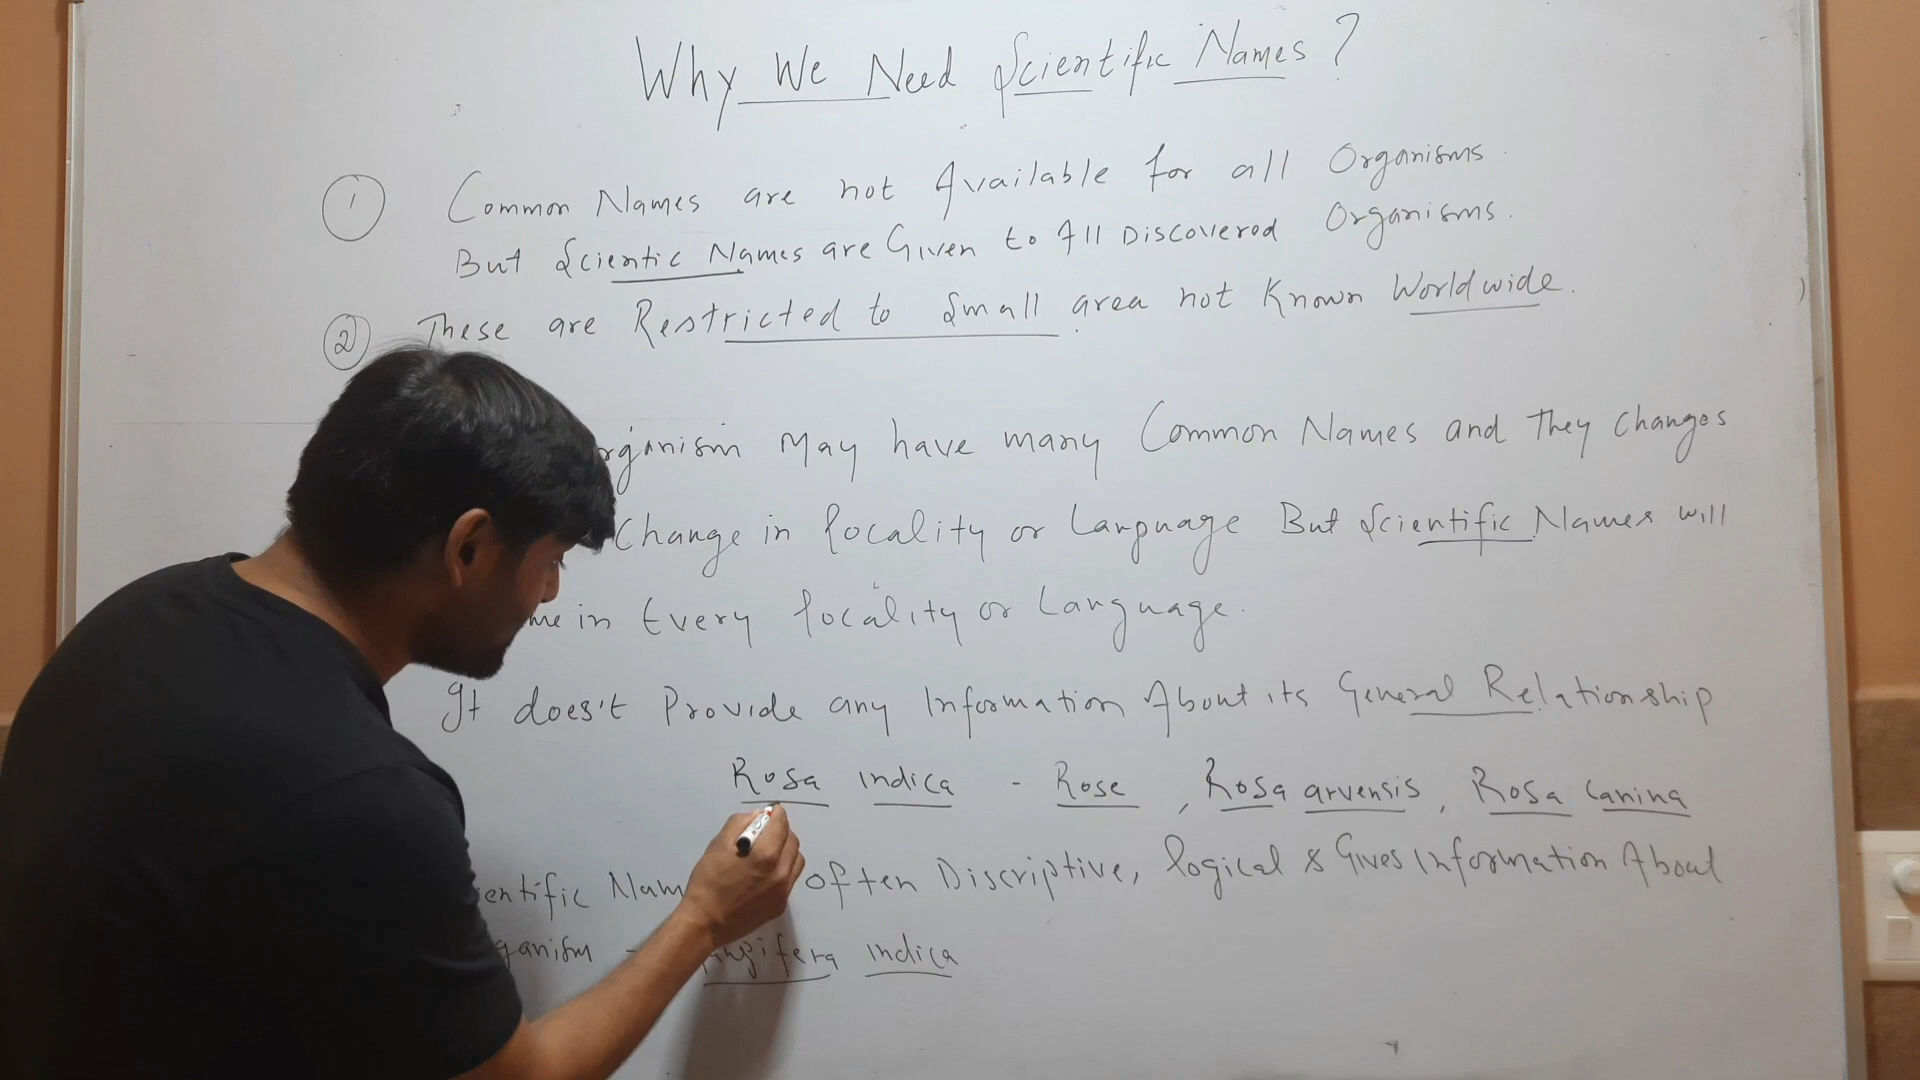 Why We Need Scientific Names?
1 Common Names are not Available for all Organisms.
But Scientic Names are Given to All Discovered Organisms.
2 These are Restricted to Small area not Known Worldwide.
rganism May have many Common Names and They Changes
Change in locality or Language But Scientific Names will
me in Every locality or Language.
It does't Provide any Information About its General Relationship
Rosa indica - Rose, Rosa arvensis, Rosa Canina
entific Nam often Discriptive, logical & Gives Information About
ganism - ngifera indica